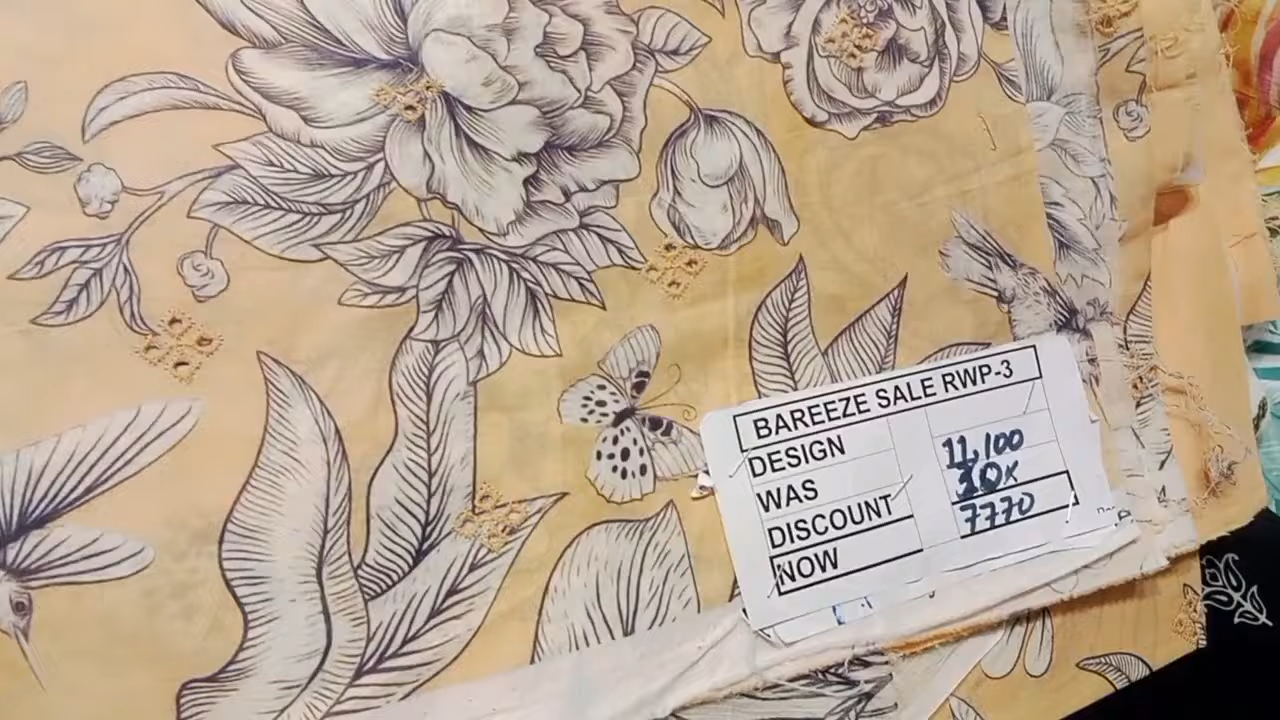 BAREEZE SALE RWP-3
DESIGN
WAS 11,100
DISCOUNT 30%
NOW 7770